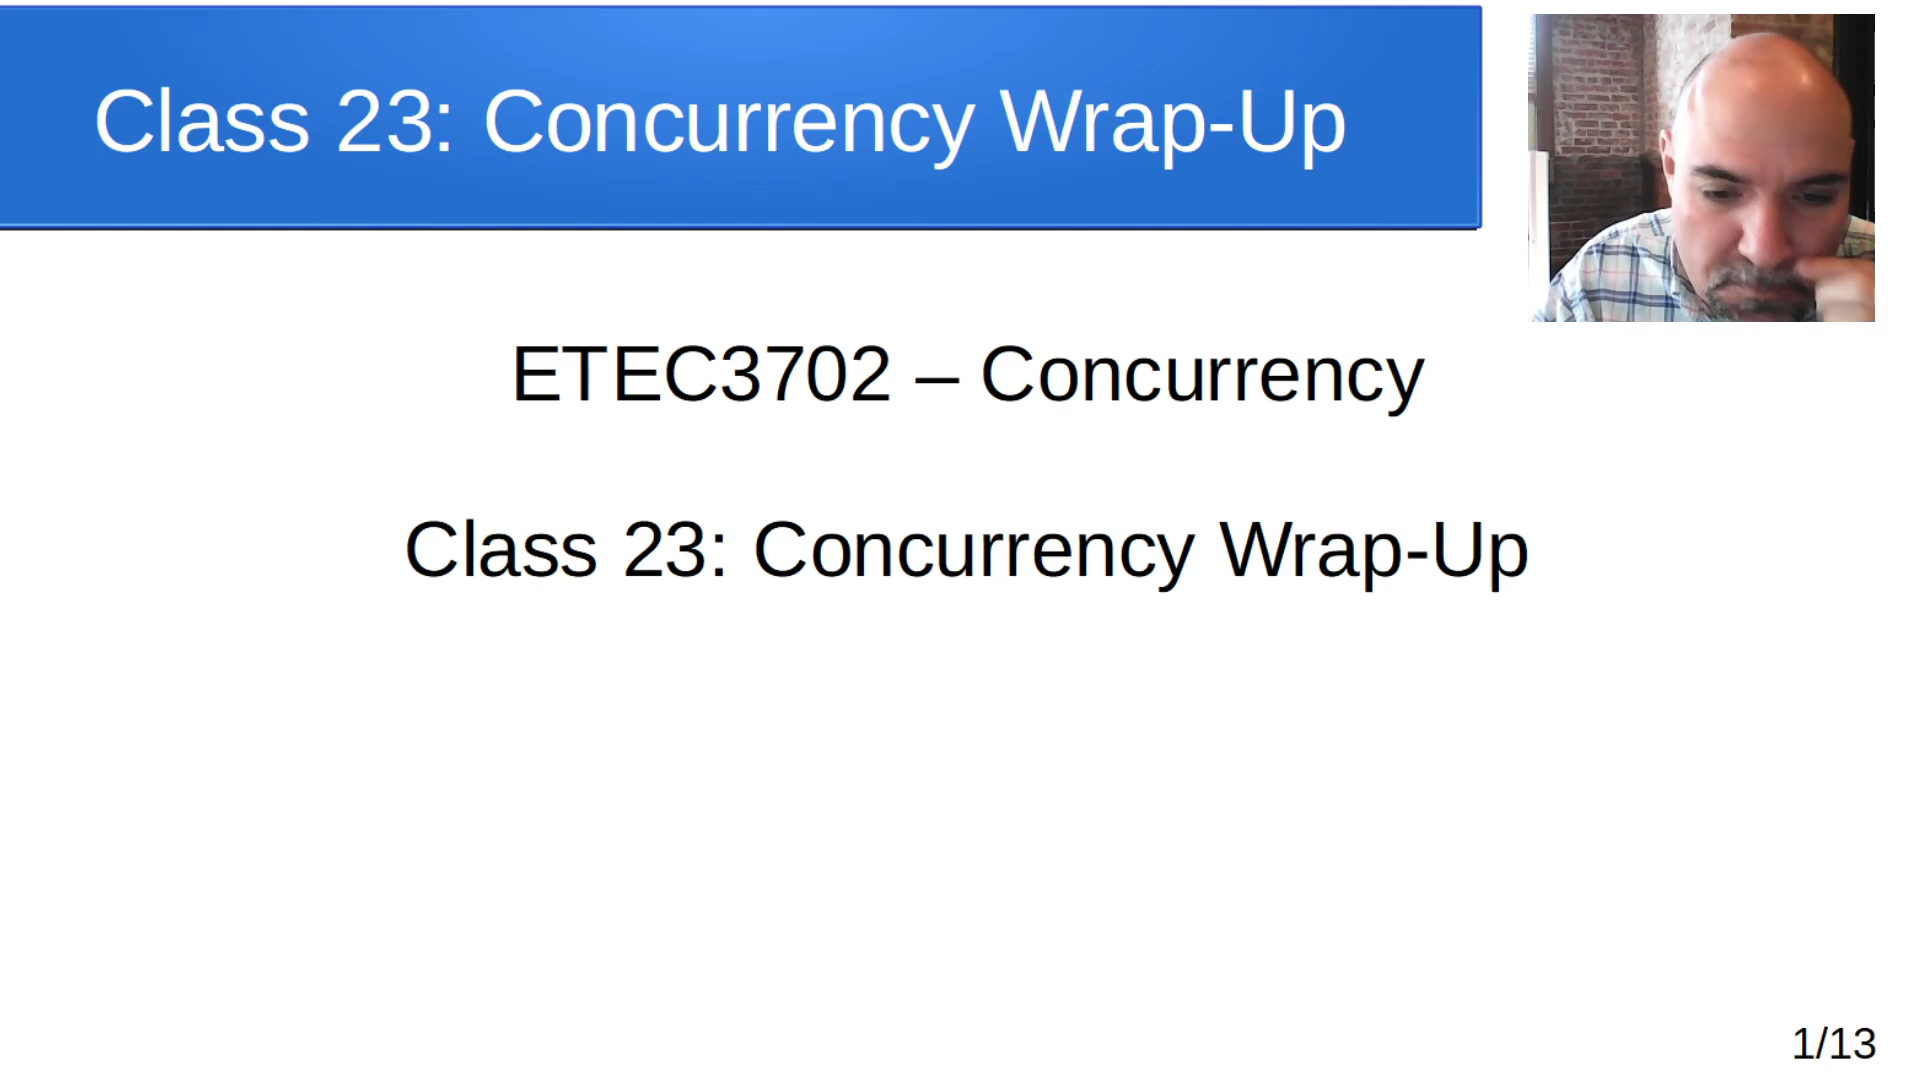 Class 23: Concurrency Wrap-Up
ETEC3702 – Concurrency
Class 23: Concurrency Wrap-Up
1/13